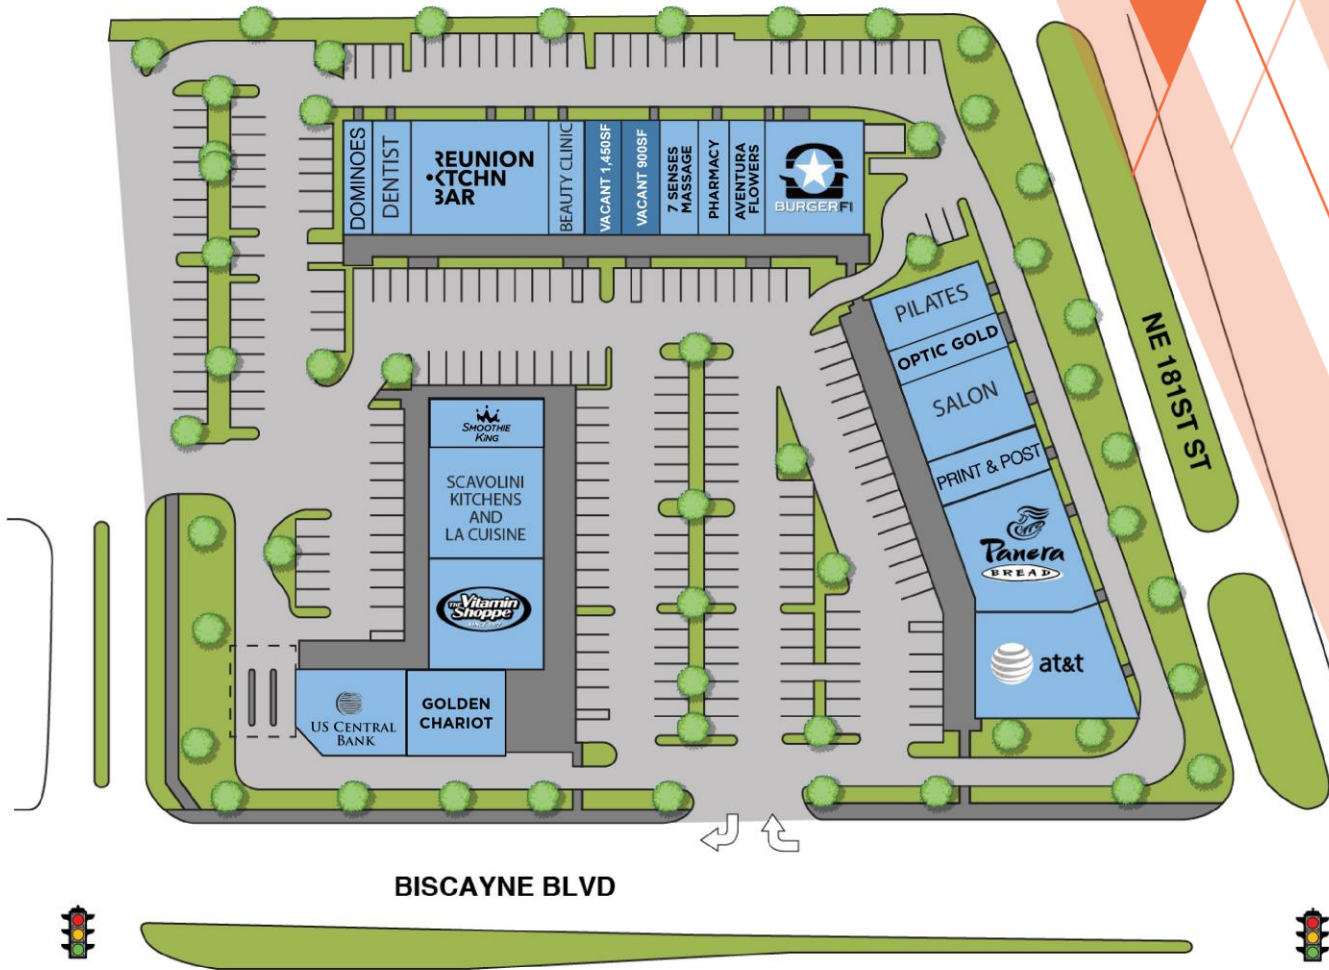 DOMINOES
DENTIST
REUNION
KTCHN
BAR
BEAUTY CLINIC
VACANT 1,450SF
VACANT 900SF
7 SENSES
MASSAGE
PHARMACY
AVENTURA
FLOWERS
BURGERFI
PILATES
OPTIC GOLD
SALON
PRINT & POST
Panera
BREAD
at&t
NE 181ST ST
SMOOTHIE
KING
SCAVOLINI
KITCHENS
AND
LA CUISINE
THE Vitamin
Shoppe
US CENTRAL
BANK
GOLDEN
CHARIOT
BISCAYNE BLVD